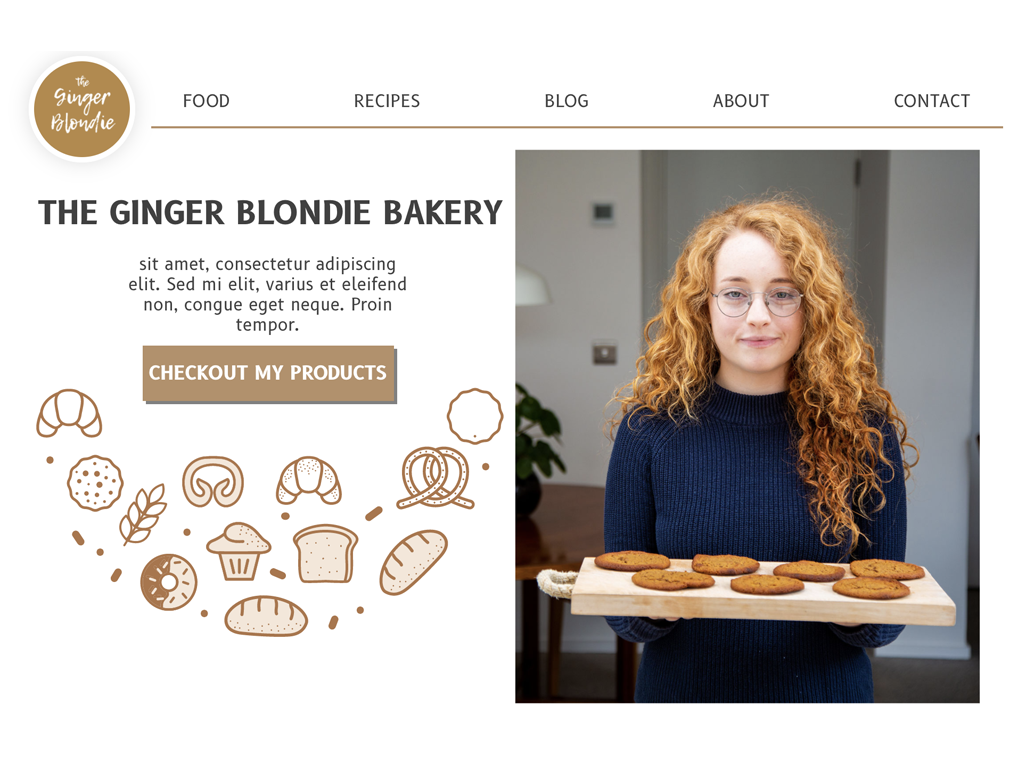 The
Ginger
Blondie
FOOD RECIPES BLOG ABOUT CONTACT
THE GINGER BLONDIE BAKERY
sit amet, consectetur adipiscing
elit. Sed mi elit, varius et eleifend
non, congue eget neque. Proin
tempor.
CHECKOUT MY PRODUCTS